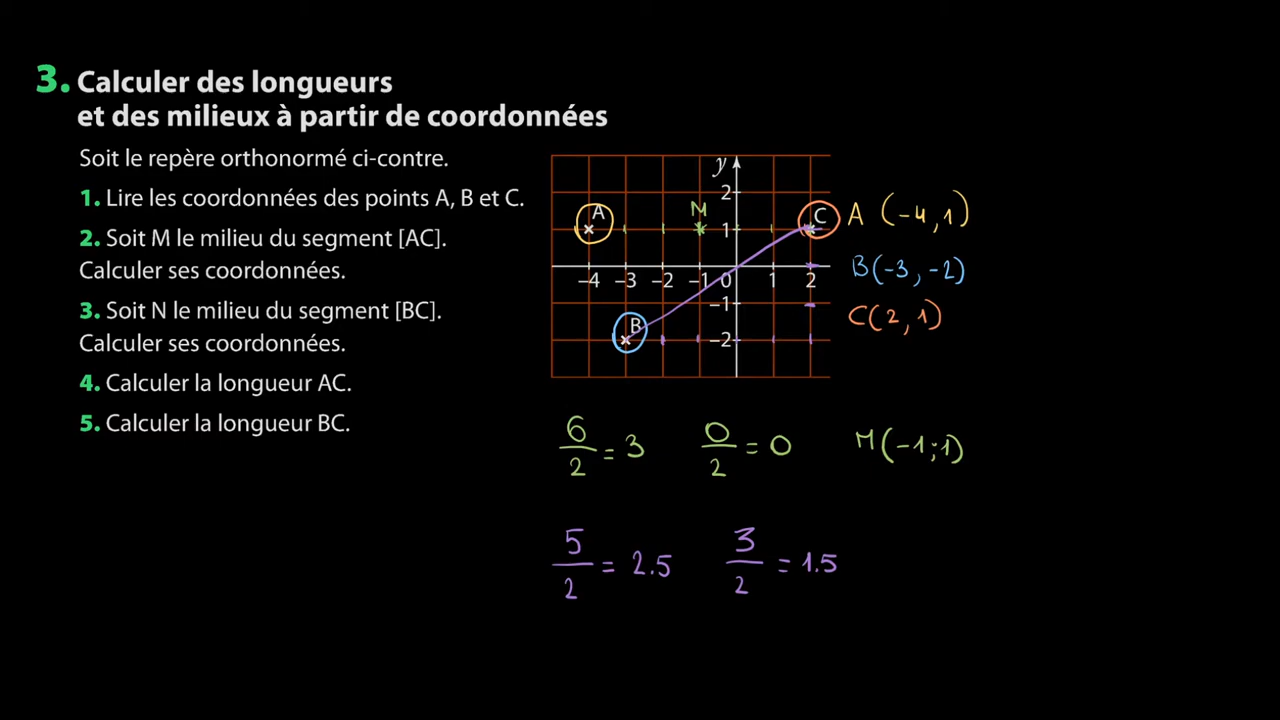 3. Calculer des longueurs
et des milieux à partir de coordonnées
Soit le repère orthonormé ci-contre.
1. Lire les coordonnées des points A, B et C.
2. Soit M le milieu du segment [AC].
Calculer ses coordonnées.
3. Soit N le milieu du segment [BC].
Calculer ses coordonnées.
4. Calculer la longueur AC.
5. Calculer la longueur BC.
y
2
A M 1 C
−4 −3 −2 −1 0 1 2
−1
B
−2
A (-4,1)
B(-3,-2)
C(2,1)
6/2 = 3 0/2 = 0 M(-1;1)
5/2 = 2.5 3/2 = 1.5